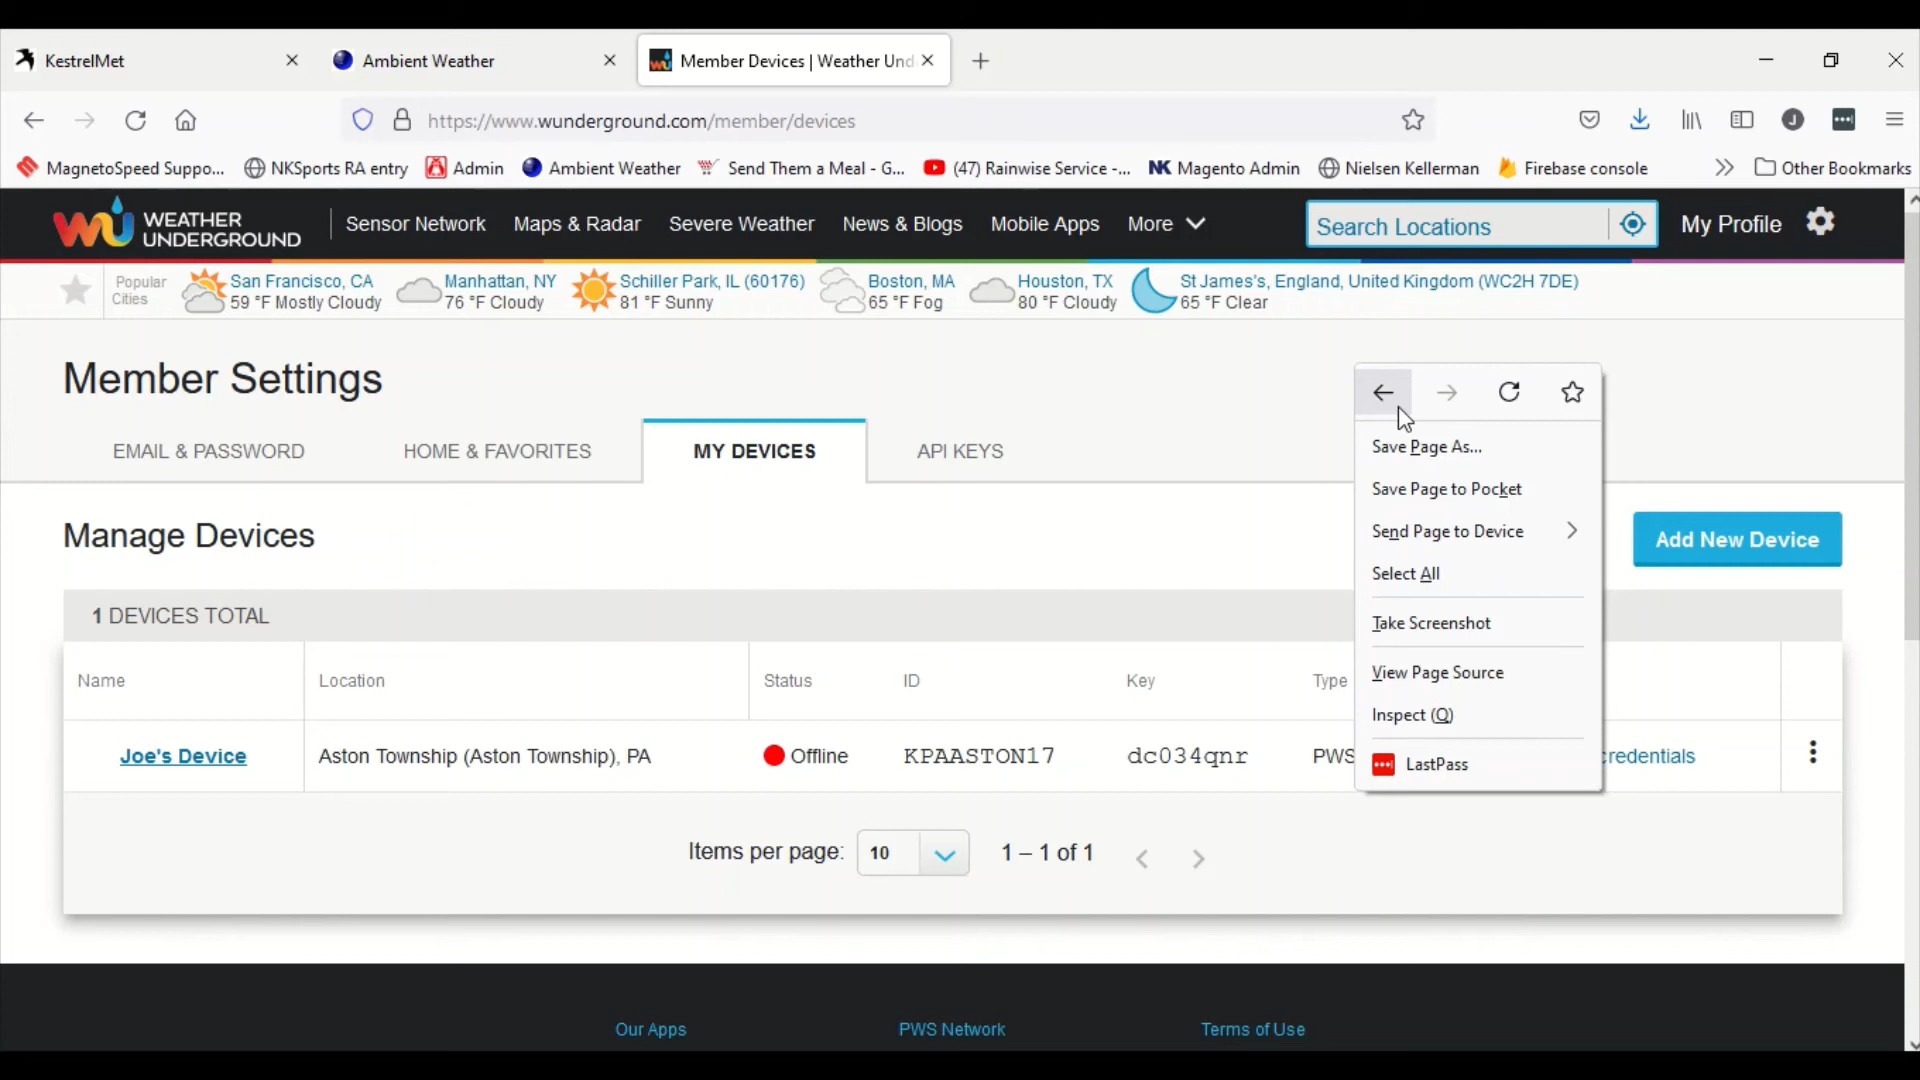 KestrelMet
Ambient Weather
Member Devices | Weather Und
https://www.wunderground.com/member/devices
MagnetoSpeed Suppo... NKSports RA entry Admin Ambient Weather Send Them a Meal - G... (47) Rainwise Service -... NK Magento Admin Nielsen Kellerman Firebase console Other Bookmarks
WEATHER
UNDERGROUND
Sensor Network Maps & Radar Severe Weather News & Blogs Mobile Apps More Search Locations My Profile
Popular
Cities
San Francisco, CA
59 °F Mostly Cloudy
Manhattan, NY
76 °F Cloudy
Schiller Park, IL (60176)
81 °F Sunny
Boston, MA
65 °F Fog
Houston, TX
80 °F Cloudy
St James's, England, United Kingdom (WC2H 7DE)
65 °F Clear
Member Settings
EMAIL & PASSWORD HOME & FAVORITES MY DEVICES API KEYS
Manage Devices
Add New Device
1 DEVICES TOTAL
Name Location Status ID Key Type
Joe's Device Aston Township (Aston Township), PA Offline KPAASTON17 dc034qnr PWS credentials
Items per page: 10 1 – 1 of 1
Save Page As...
Save Page to Pocket
Send Page to Device
Select All
Take Screenshot
View Page Source
Inspect (Q)
LastPass
Our Apps PWS Network Terms of Use